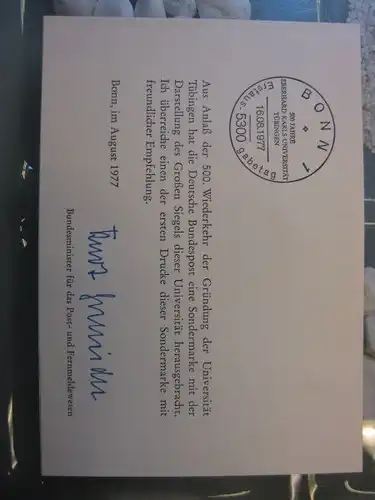 BONN 1
500 JAHRE
EBERHARD-KARLS-UNIVERSITÄT
TÜBINGEN
16.08.1977
Erstausgabetag
5300
Aus Anlaß der 500. Wiederkehr der Gründung der Universität
Tübingen hat die Deutsche Bundespost eine Sondermarke mit der
Darstellung des Großen Siegels dieser Universität herausgebracht.
Ich überreiche einen der ersten Drucke dieser Sondermarke mit
freundlicher Empfehlung.
Bonn, im August 1977
Bundesminister für das Post- und Fernmeldewesen